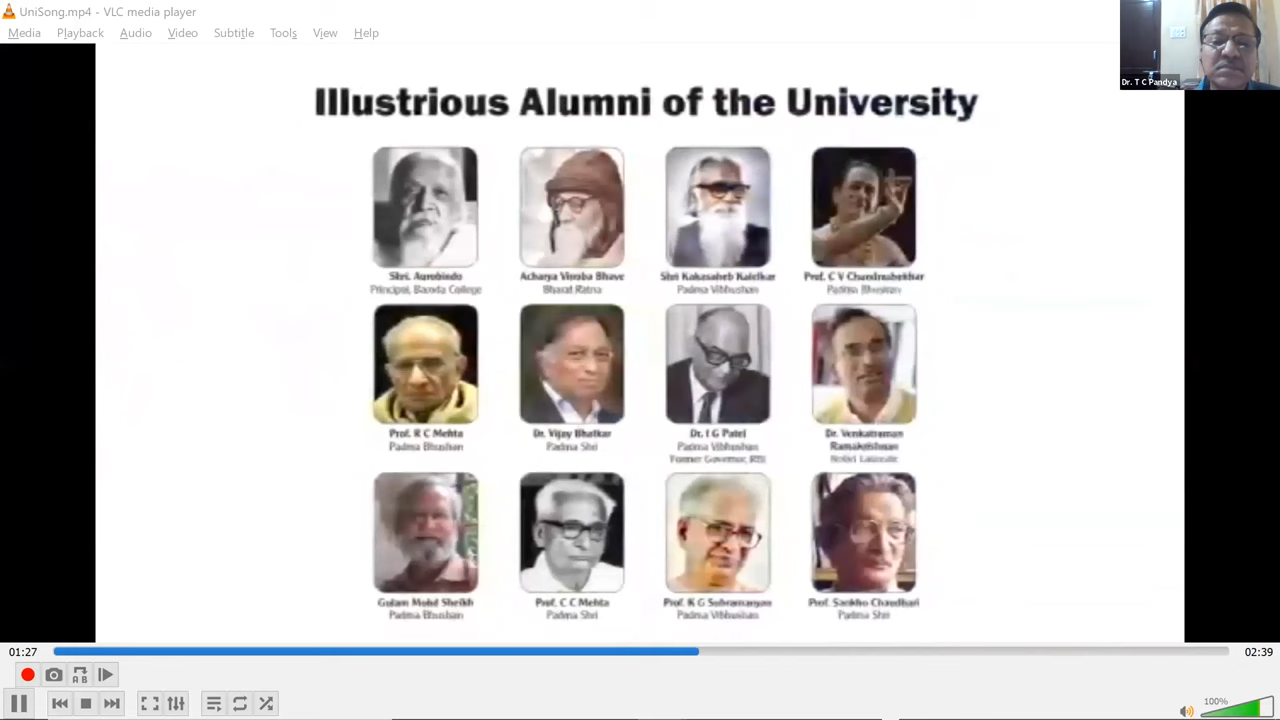 UniSong.mp4 - VLC media player
Media Playback Audio Video Subtitle Tools View Help
Dr. T C Pandya
Illustrious Alumni of the University
Shri. Aurobindo
Principal, Baroda College
Acharya Vinoba Bhave
Bharat Ratna
Shri Kakasaheb Kalelkar
Padma Vibhushan
Prof. C V Chandrashekhar
Padma Bhushan
Prof. R C Mehta
Padma Bhushan
Dr. Vijay Bhatkar
Padma Shri
Dr. I G Patel
Padma Vibhushan
Former Governor, RBI
Dr. Venkatraman
Ramakrishnan
Nobel Laureate
Gulam Mohd Sheikh
Padma Bhushan
Prof. C C Mehta
Padma Shri
Prof. K G Subramanyan
Padma Vibhushan
Prof. Sankho Chaudhari
Padma Shri
01:27
02:39
A B
100%